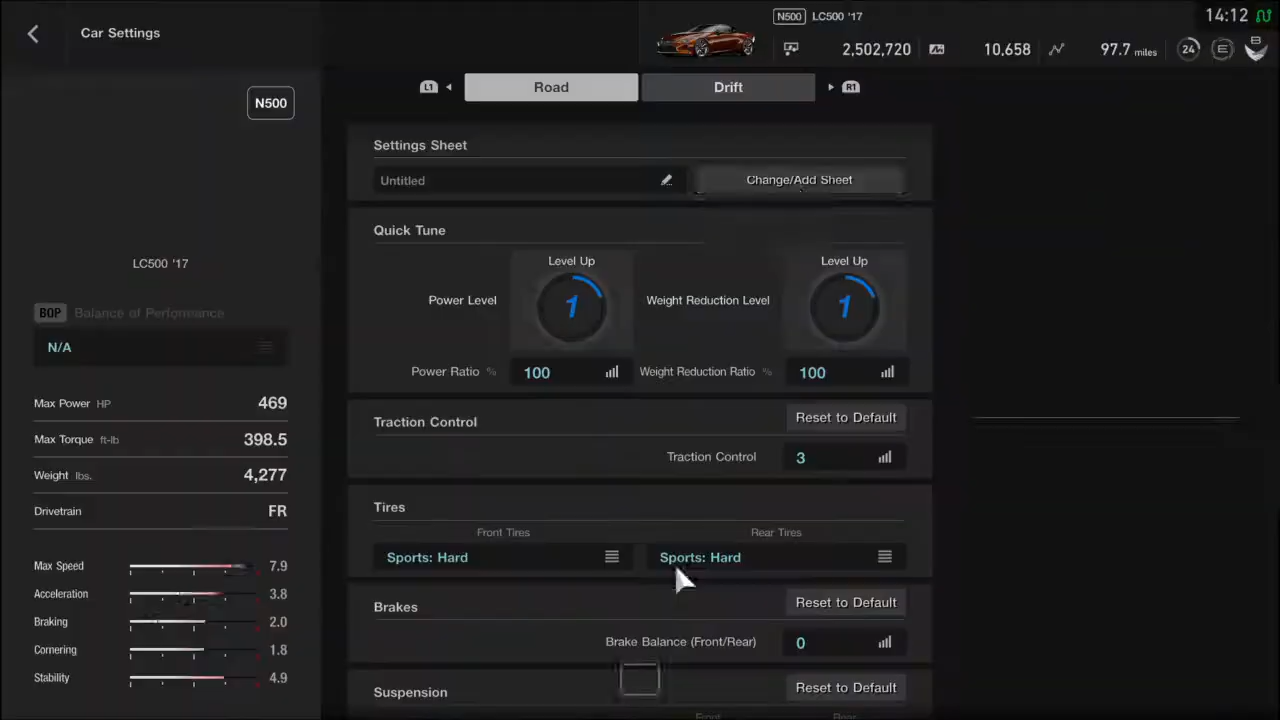 Car Settings
N500 LC500 '17
14:12
2,502,720
10,658
97.7 miles
24
E
B
N500
L1 Road Drift R1
LC500 '17
BOP Balance of Performance
N/A
Max Power HP 469
Max Torque ft-lb 398.5
Weight lbs. 4,277
Drivetrain FR
Max Speed 7.9
Acceleration 3.8
Braking 2.0
Cornering 1.8
Stability 4.9
Settings Sheet
Untitled
Change/Add Sheet
Quick Tune
Level Up
Power Level 1
Level Up
Weight Reduction Level 1
Power Ratio % 100
Weight Reduction Ratio % 100
Traction Control
Reset to Default
Traction Control 3
Tires
Front Tires Rear Tires
Sports: Hard Sports: Hard
Brakes
Reset to Default
Brake Balance (Front/Rear) 0
Suspension
Reset to Default
Front Rear